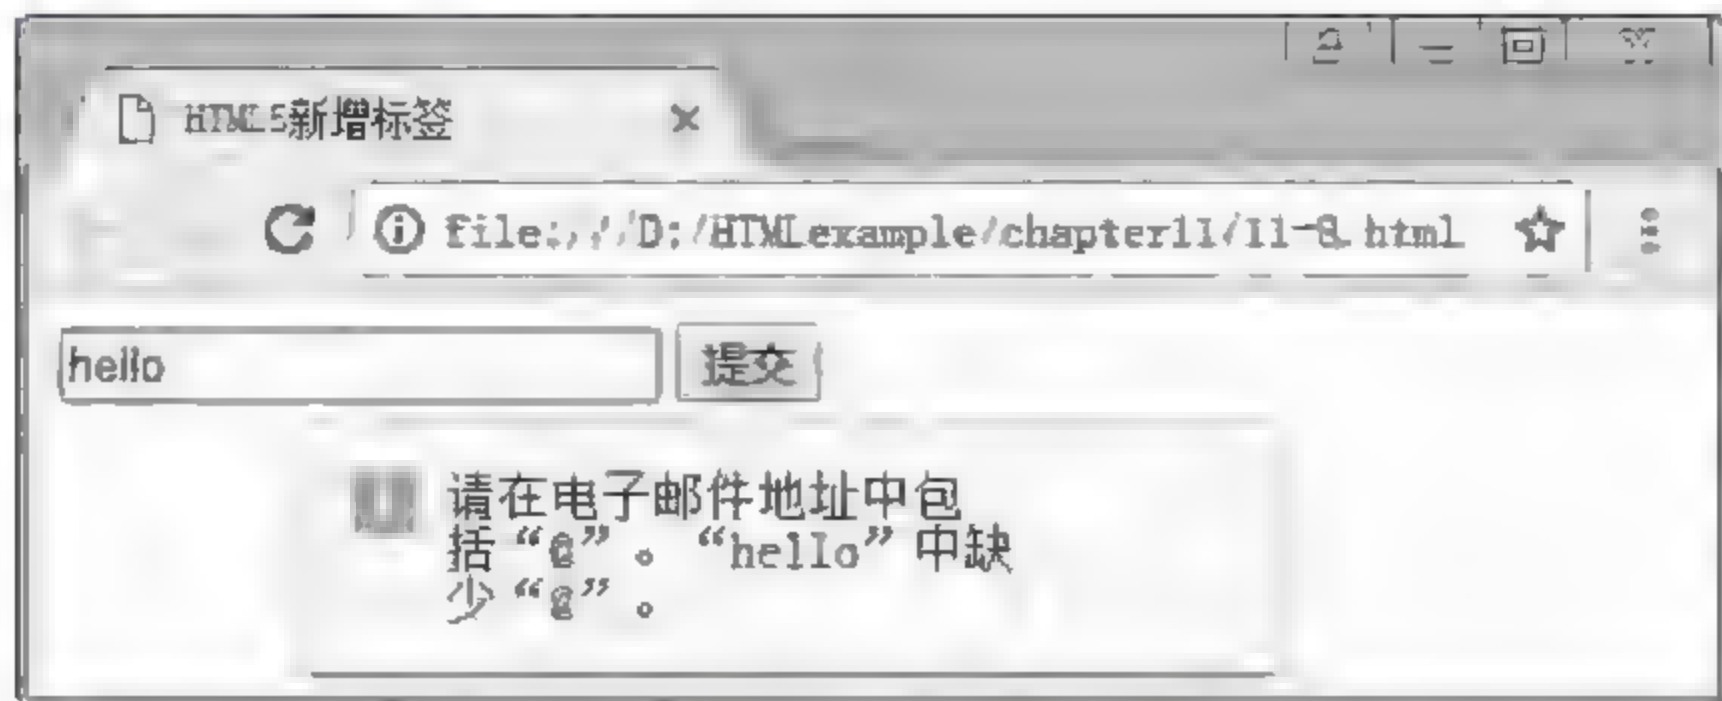 HTML5新增标签
file:///D:/HTMLexample/chapter11/11-8.html
hello
提交
请在电子邮件地址中包
括“@”。“hello”中缺
少“@”。